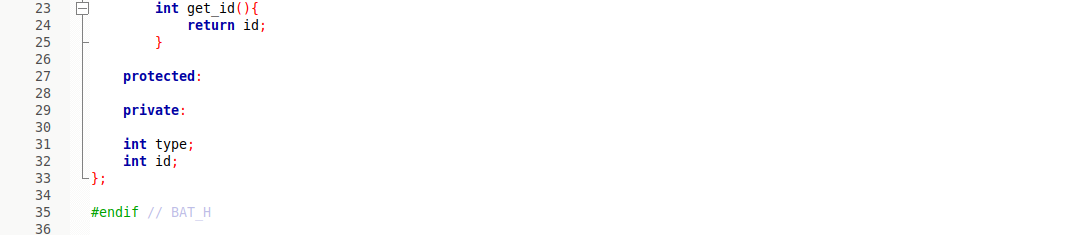 23 int get_id(){
24 return id;
25 }
26
27 protected:
28
29 private:
30
31 int type;
32 int id;
33 };
34
35 #endif // BAT_H
36